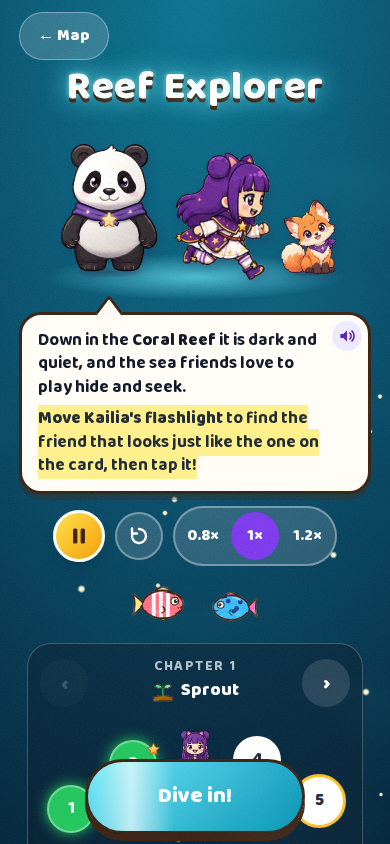 ← Map
Reef Explorer
Down in the Coral Reef it is dark and
quiet, and the sea friends love to
play hide and seek.
Move Kailia's flashlight to find the
friend that looks just like the one on
the card, then tap it!
0.8× 1× 1.2×
CHAPTER 1
‹ Sprout ›
4
1 5
Dive in!